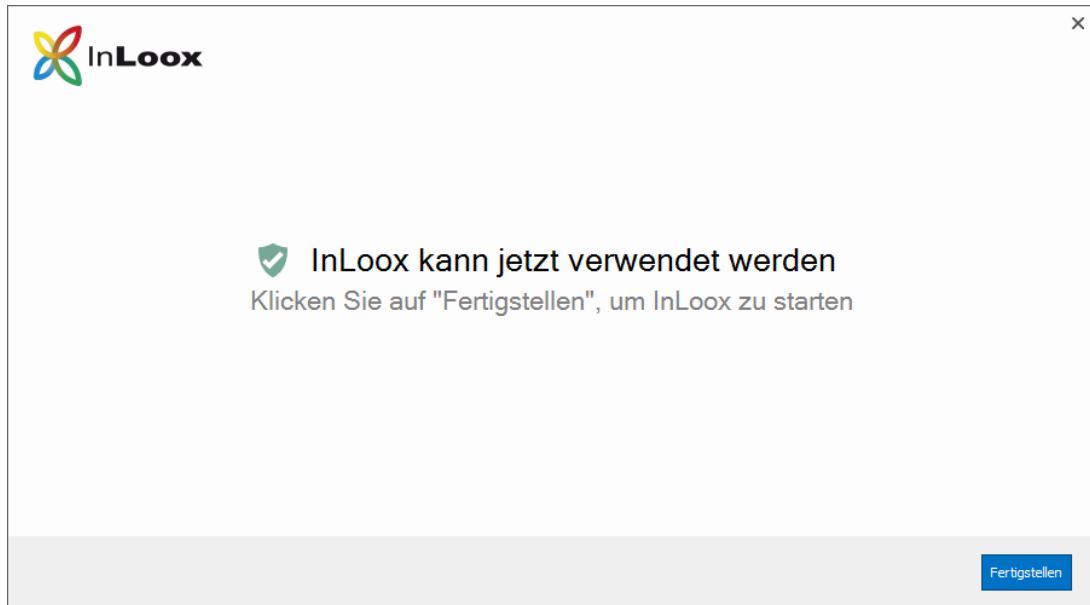 InLoox
InLoox kann jetzt verwendet werden
Klicken Sie auf "Fertigstellen", um InLoox zu starten
Fertigstellen